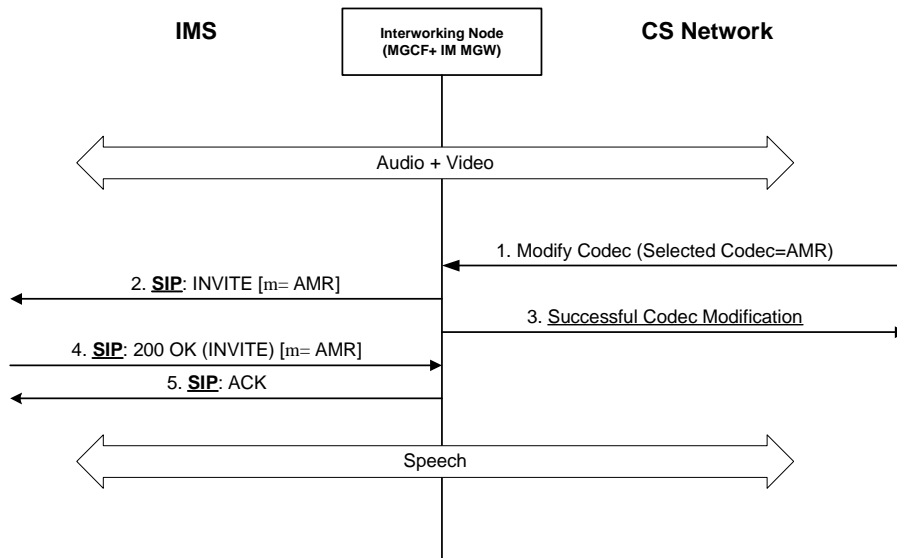 IMS
Interworking Node
(MGCF+ IM MGW)
CS Network
Audio + Video
1. Modify Codec (Selected Codec=AMR)
2. SIP: INVITE [m= AMR]
3. Successful Codec Modification
4. SIP: 200 OK (INVITE) [m= AMR]
5. SIP: ACK
Speech